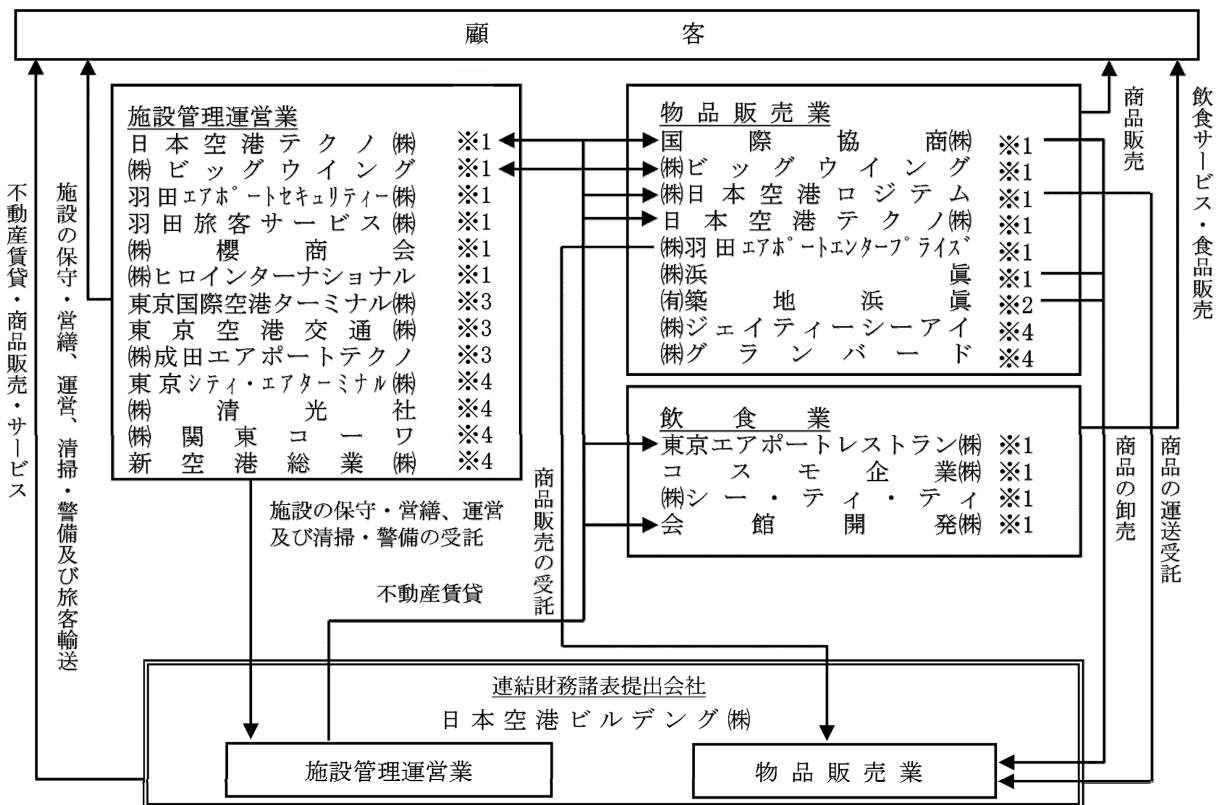 顧客
施設管理運営業
日本空港テクノ㈱ ※1
㈱ビッグウイング ※1
羽田エアポートセキュリティー㈱ ※1
羽田旅客サービス㈱ ※1
㈱櫻商会 ※1
㈱ヒロインターナショナル ※1
東京国際空港ターミナル㈱ ※3
東京空港交通㈱ ※3
㈱成田エアポートテクノ ※3
東京シティ・エアターミナル㈱ ※4
㈱清光社 ※4
㈱関東コーワ ※4
新空港総業㈱ ※4
物品販売業
国際協商㈱ ※1
㈱ビッグウイング ※1
㈱日本空港ロジテム ※1
日本空港テクノ㈱ ※1
㈱羽田エアポートエンタープライズ ※1
㈱浜眞 ※1
㈲築地浜眞 ※2
㈱ジェイティーシーアイ ※4
㈱グランバード ※4
飲食業
東京エアポートレストラン㈱ ※1
コスモ企業㈱ ※1
㈱シー・ティ・ティ ※1
会館開発㈱ ※1
商品販売
飲食サービス・食品販売
不動産賃貸・商品販売・サービス
施設の保守・営繕、運営、清掃・警備及び旅客輸送
施設の保守・営繕、運営
及び清掃・警備の受託
不動産賃貸
商品販売の受託
商品の卸売
商品の運送受託
連結財務諸表提出会社
日本空港ビルデング㈱
施設管理運営業
物品販売業